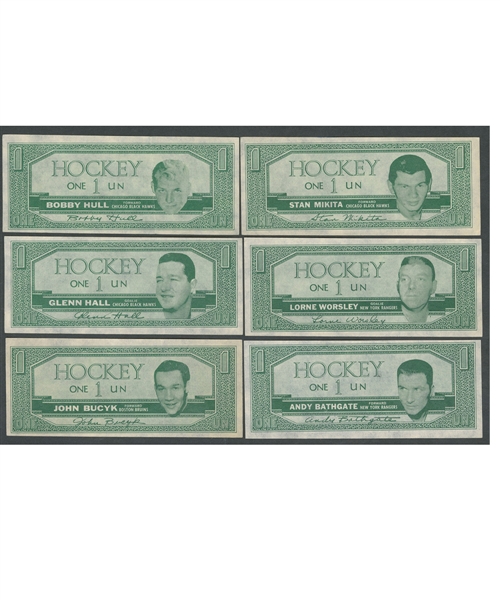 HOCKEY
ONE 1 UN
BOBBY HULL FORWARD CHICAGO BLACK HAWKS
Bobby Hull
HOCKEY
ONE 1 UN
STAN MIKITA FORWARD CHICAGO BLACK HAWKS
Stan Mikita
HOCKEY
ONE 1 UN
GLENN HALL GOALIE CHICAGO BLACK HAWKS
Glenn Hall
HOCKEY
ONE 1 UN
LORNE WORSLEY GOALIE NEW YORK RANGERS
Lorne Worsley
HOCKEY
ONE 1 UN
JOHN BUCYK FORWARD BOSTON BRUINS
John Bucyk
HOCKEY
ONE 1 UN
ANDY BATHGATE FORWARD NEW YORK RANGERS
Andy Bathgate